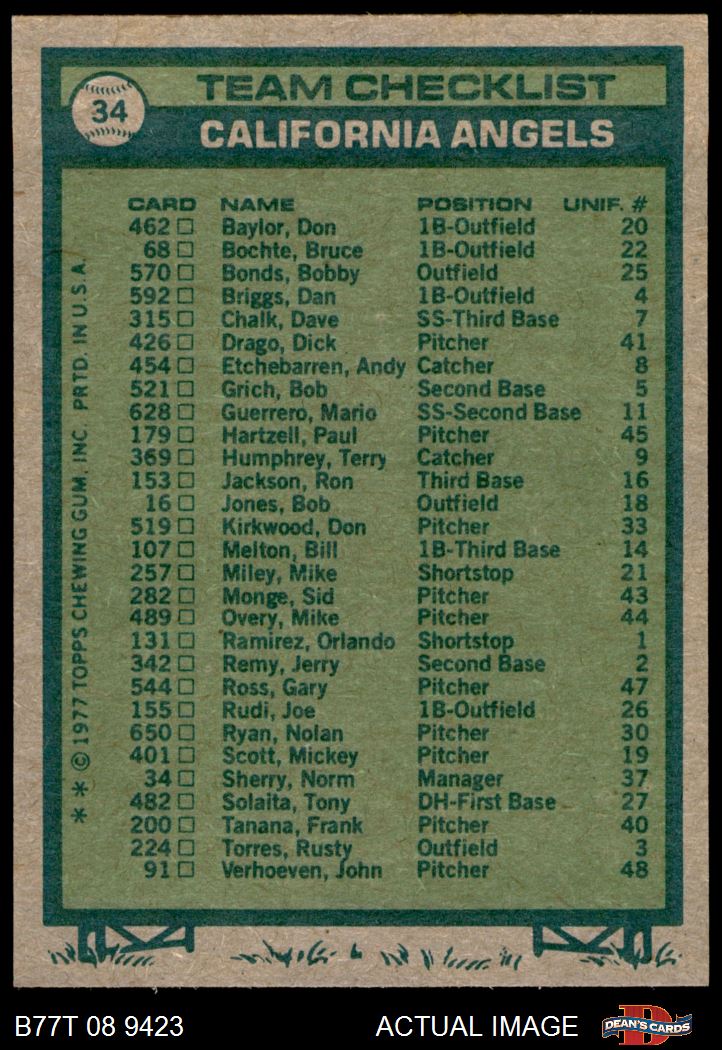 34
TEAM CHECKLIST
CALIFORNIA ANGELS
CARD NAME POSITION UNIF. #
462 □ Baylor, Don 1B-Outfield 20
68 □ Bochte, Bruce 1B-Outfield 22
570 □ Bonds, Bobby Outfield 25
592 □ Briggs, Dan 1B-Outfield 4
315 □ Chalk, Dave SS-Third Base 7
426 □ Drago, Dick Pitcher 41
454 □ Etchebarren, Andy Catcher 8
521 □ Grich, Bob Second Base 5
628 □ Guerrero, Mario SS-Second Base 11
179 □ Hartzell, Paul Pitcher 45
369 □ Humphrey, Terry Catcher 9
153 □ Jackson, Ron Third Base 16
16 □ Jones, Bob Outfield 18
519 □ Kirkwood, Don Pitcher 33
107 □ Melton, Bill 1B-Third Base 14
257 □ Miley, Mike Shortstop 21
282 □ Monge, Sid Pitcher 43
489 □ Overy, Mike Pitcher 44
131 □ Ramirez, Orlando Shortstop 1
342 □ Remy, Jerry Second Base 2
544 □ Ross, Gary Pitcher 47
155 □ Rudi, Joe 1B-Outfield 26
650 □ Ryan, Nolan Pitcher 30
401 □ Scott, Mickey Pitcher 19
34 □ Sherry, Norm Manager 37
482 □ Solaita, Tony DH-First Base 27
200 □ Tanana, Frank Pitcher 40
224 □ Torres, Rusty Outfield 3
91 □ Verhoeven, John Pitcher 48
* * © 1977 TOPPS CHEWING GUM, INC. PRTD. IN U.S.A.
B77T 08 9423 ACTUAL IMAGE
D
DEAN'S CARDS